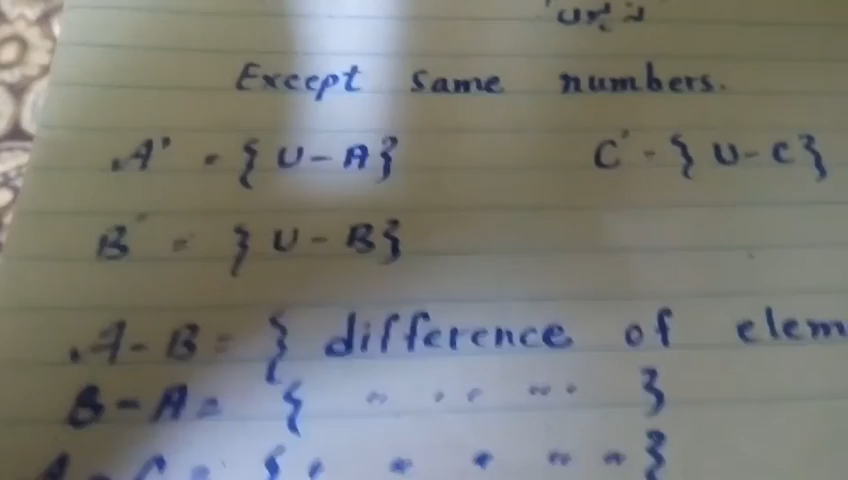 Except same numbers.
A' = { U - A } C' = } U - C }
B' = } U - B }
A - B = } difference of elem
B - A = { " " " " " }